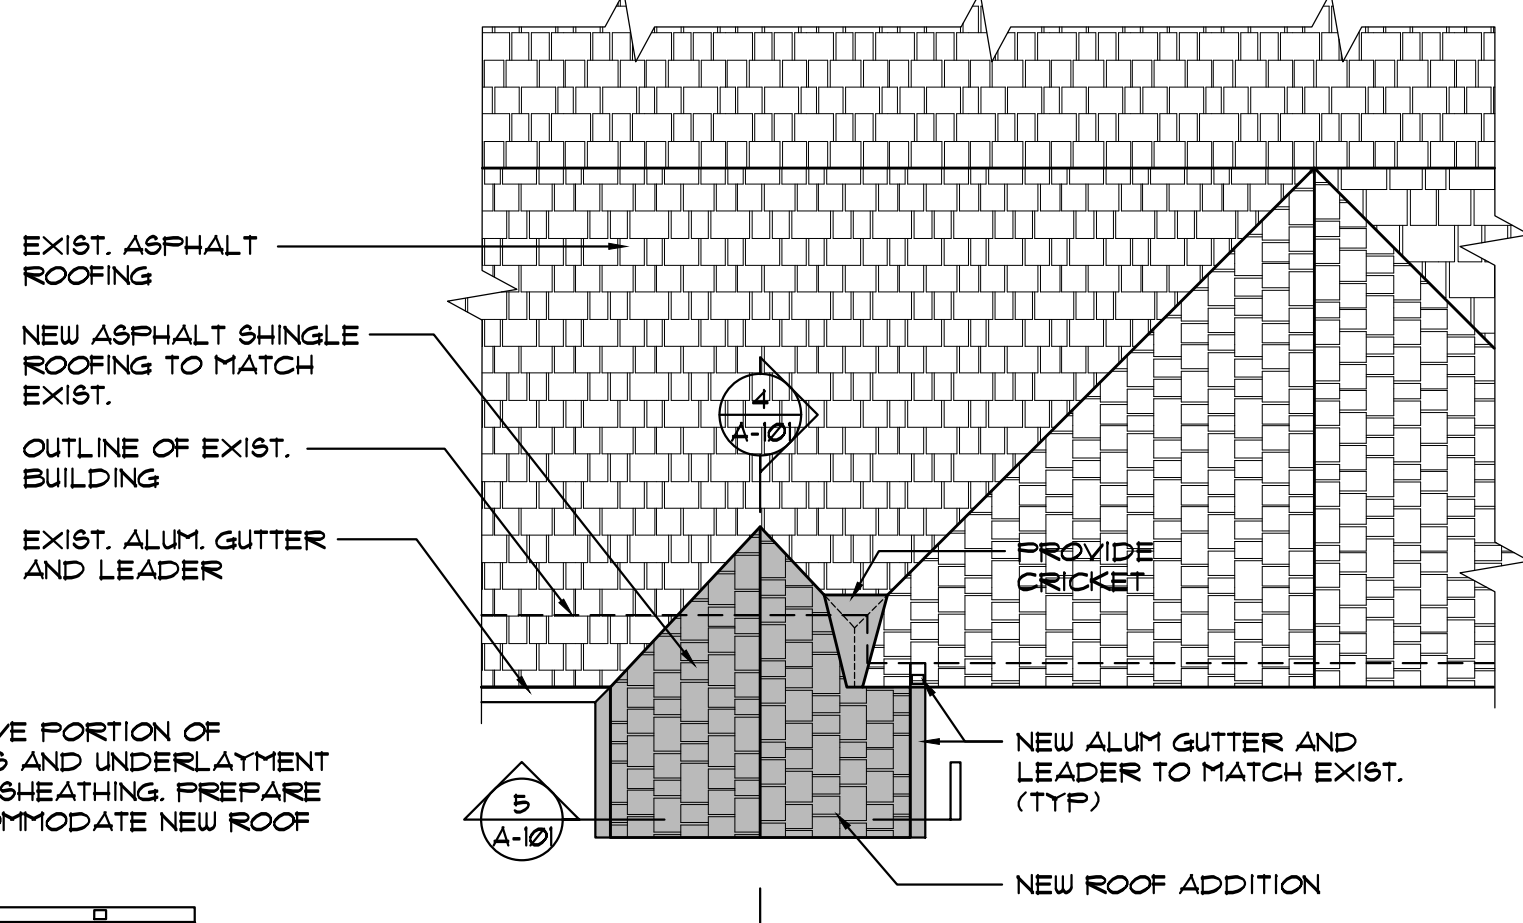 EXIST. ASPHALT
ROOFING
NEW ASPHALT SHINGLE
ROOFING TO MATCH
EXIST.
OUTLINE OF EXIST.
BUILDING
EXIST. ALUM. GUTTER
AND LEADER
PORTION OF
AND UNDERLAYMENT
SHEATHING. PREPARE
NEW ROOF
4
A-101
PROVIDE
CRICKET
5
A-101
NEW ALUM GUTTER AND
LEADER TO MATCH EXIST.
(TYP)
NEW ROOF ADDITION